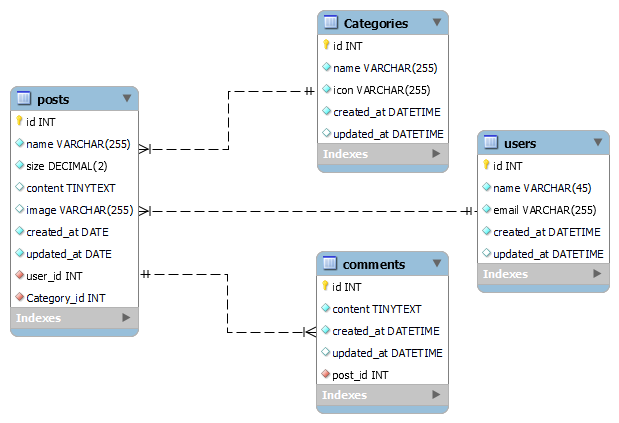 Categories
id INT
name VARCHAR(255)
icon VARCHAR(255)
created_at DATETIME
updated_at DATETIME
Indexes
posts
id INT
name VARCHAR(255)
size DECIMAL(2)
content TINYTEXT
image VARCHAR(255)
created_at DATE
updated_at DATE
user_id INT
Category_id INT
Indexes
users
id INT
name VARCHAR(45)
email VARCHAR(255)
created_at DATETIME
updated_at DATETIME
Indexes
comments
id INT
content TINYTEXT
created_at DATETIME
updated_at DATETIME
post_id INT
Indexes